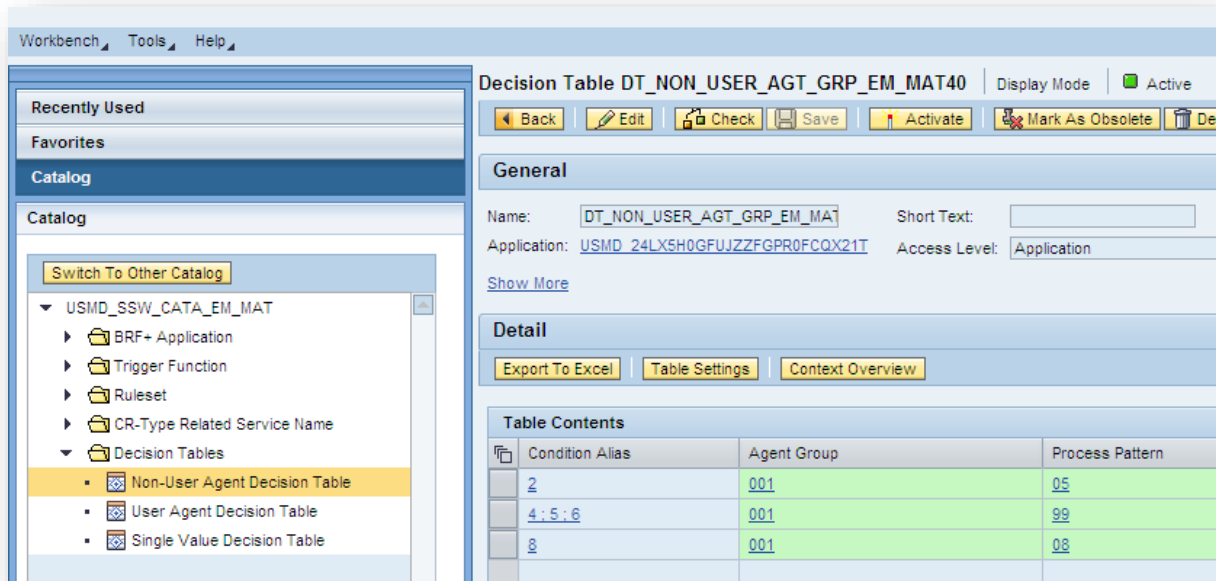 Workbench Tools Help
Decision Table DT_NON_USER_AGT_GRP_EM_MAT40 Display Mode Active
Back Edit Check Save Activate Mark As Obsolete De
Recently Used
Favorites
Catalog
Catalog
Switch To Other Catalog
USMD_SSW_CATA_EM_MAT
BRF+ Application
Trigger Function
Ruleset
CR-Type Related Service Name
Decision Tables
Non-User Agent Decision Table
User Agent Decision Table
Single Value Decision Table
General
Name: DT_NON_USER_AGT_GRP_EM_MAT Short Text:
Application: USMD_24LX5H0GFUJZZFGPR0FCQX21T Access Level: Application
Show More
Detail
Export To Excel Table Settings Context Overview
Table Contents
Condition Alias Agent Group Process Pattern
2 001 05
4 ; 5 ; 6 001 99
8 001 08